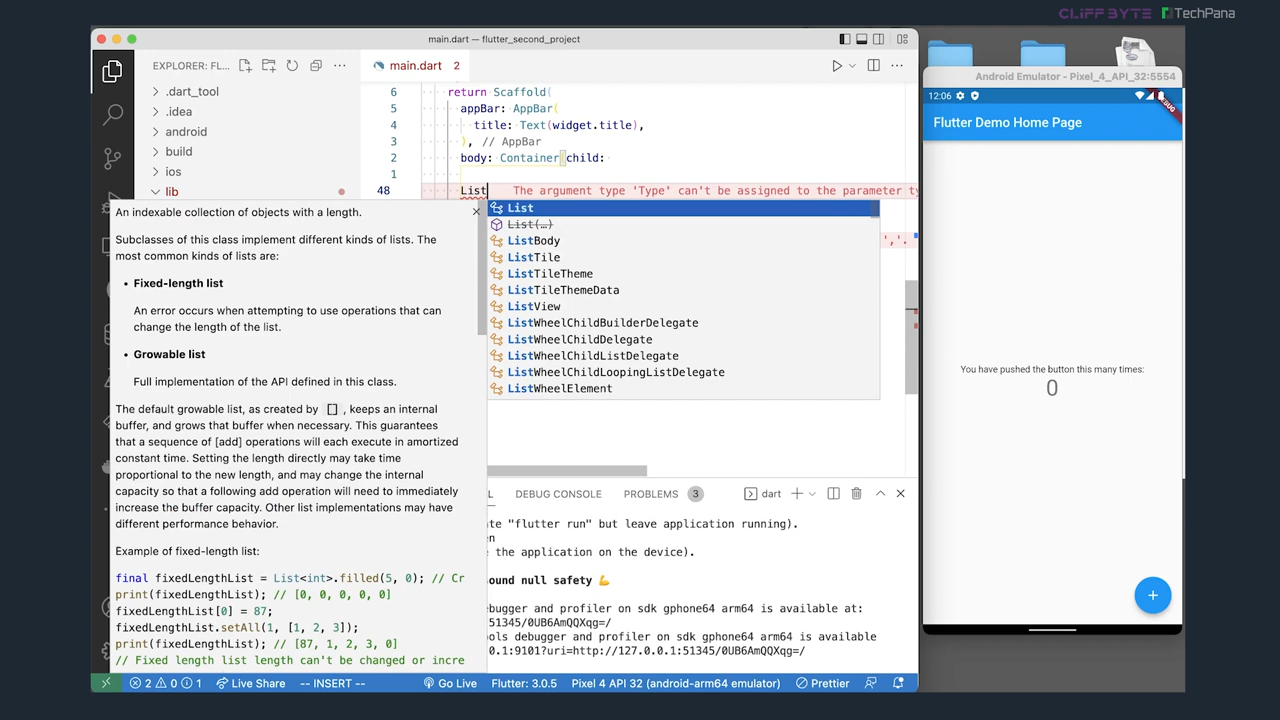 CLIFF BYTE TechPana
main.dart — flutter_second_project
EXPLORER: FL...
main.dart 2
.dart_tool
.idea
android
build
ios
lib
6 return Scaffold(
5 appBar: AppBar(
4 title: Text(widget.title),
3 ), // AppBar
2 body: Container(child:
1
48 List The argument type 'Type' can't be assigned to the parameter ty
','.
An indexable collection of objects with a length.
Subclasses of this class implement different kinds of lists. The
most common kinds of lists are:
• Fixed-length list
An error occurs when attempting to use operations that can
change the length of the list.
• Growable list
Full implementation of the API defined in this class.
The default growable list, as created by [], keeps an internal
buffer, and grows that buffer when necessary. This guarantees
that a sequence of [add] operations will each execute in amortized
constant time. Setting the length directly may take time
proportional to the new length, and may change the internal
capacity so that a following add operation will need to immediately
increase the buffer capacity. Other list implementations may have
different performance behavior.
Example of fixed-length list:
final fixedLengthList = List<int>.filled(5, 0); // Cr
print(fixedLengthList); // [0, 0, 0, 0, 0]
fixedLengthList[0] = 87;
fixedLengthList.setAll(1, [1, 2, 3]);
print(fixedLengthList); // [87, 1, 2, 3, 0]
// Fixed length list length can't be changed or incre
List
List(…)
ListBody
ListTile
ListTileTheme
ListTileThemeData
ListView
ListWheelChildBuilderDelegate
ListWheelChildDelegate
ListWheelChildListDelegate
ListWheelChildLoopingListDelegate
ListWheelElement
L DEBUG CONSOLE PROBLEMS 3 dart
te "flutter run" but leave application running).
en
e the application on the device).
ound null safety 💪
ebugger and profiler on sdk gphone64 arm64 is available at:
51345/0UB6AmQQXqg=/
ools debugger and profiler on sdk gphone64 arm64 is available
0.1:9101?uri=http://127.0.0.1:51345/0UB6AmQQXqg=/
2 0 1 Live Share -- INSERT -- Go Live Flutter: 3.0.5 Pixel 4 API 32 (android-arm64 emulator) Prettier
Android Emulator - Pixel_4_API_32:5554
12:06
DEBUG
Flutter Demo Home Page
You have pushed the button this many times:
0
+